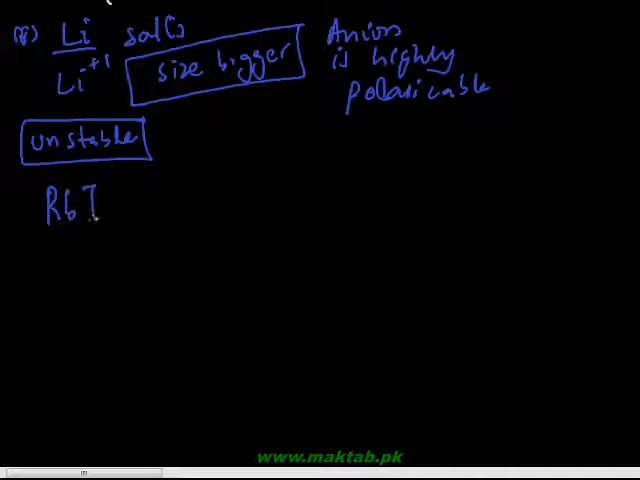 Li salts
Li+1 size bigger
Anion
is highly
polarizable
unstable
RbI
www.maktab.pk